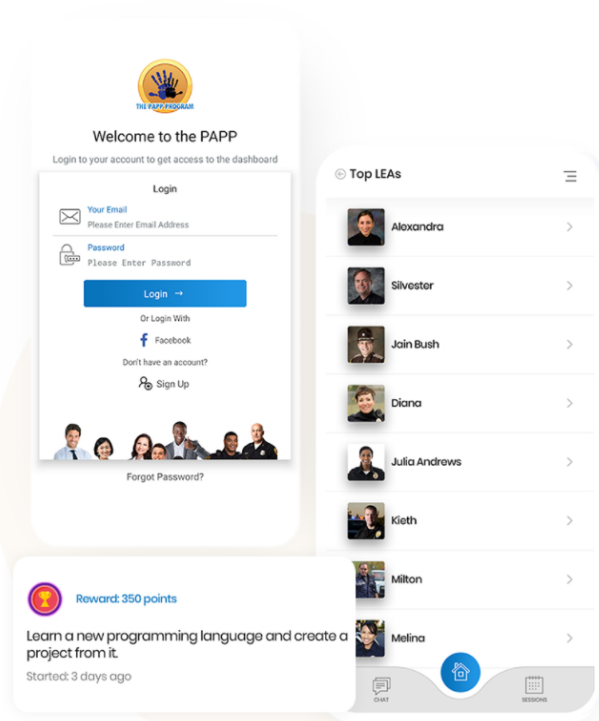 THE PAPP PROGRAM
Welcome to the PAPP
Login to your account to get access to the dashboard
Login
Your Email
Please Enter Email Address
Password
Please Enter Password
Login →
Or Login With
Facebook
Don't have an account?
Sign Up
Forgot Password?
Top LEAs
Alexandra
Silvester
Jain Bush
Diana
Julia Andrews
Kieth
Milton
Melina
CHAT
SESSIONS
Reward: 350 points
Learn a new programming language and create a
project from it.
Started: 3 days ago